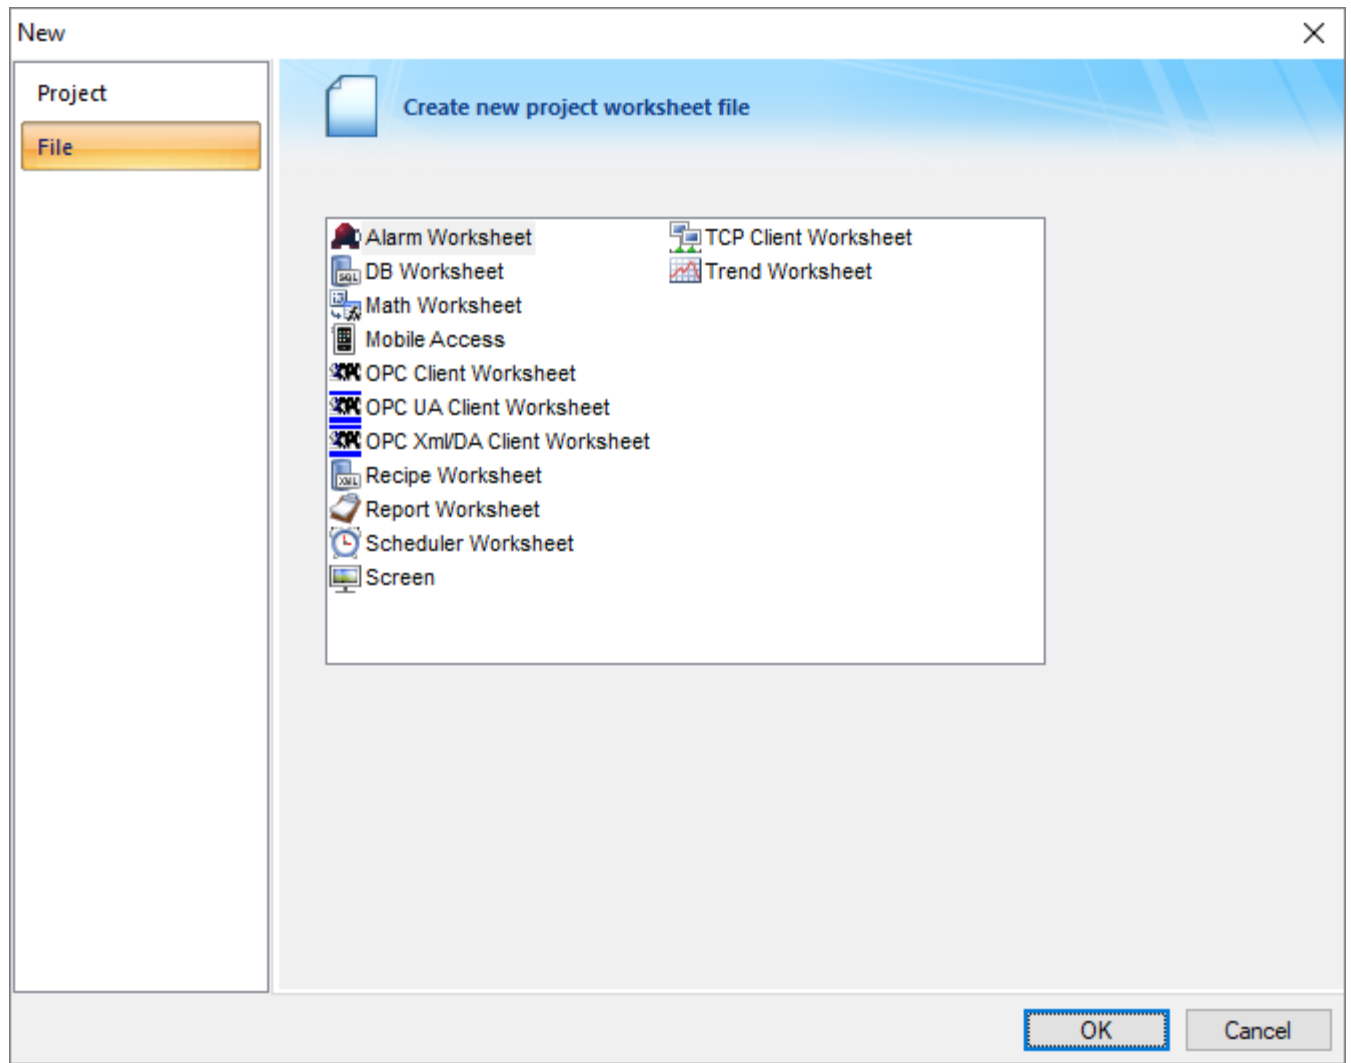 New
Project
File
Create new project worksheet file
Alarm Worksheet
DB Worksheet
Math Worksheet
Mobile Access
OPC Client Worksheet
OPC UA Client Worksheet
OPC Xml/DA Client Worksheet
Recipe Worksheet
Report Worksheet
Scheduler Worksheet
Screen
TCP Client Worksheet
Trend Worksheet
OK
Cancel